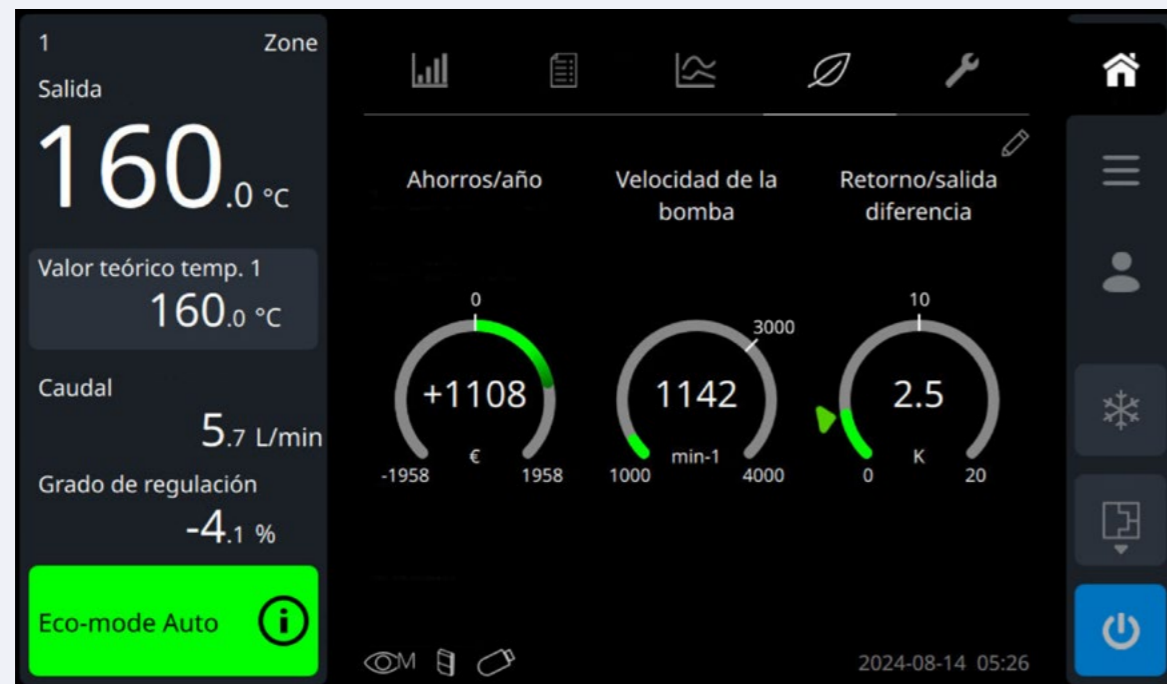 1 Zone
Salida
160.0 °C
Valor teórico temp. 1
160.0 °C
Caudal
5.7 L/min
Grado de regulación
-4.1 %
Eco-mode Auto
Ahorros/año
0
+1108
€
-1958 1958
Velocidad de la
bomba
3000
1142
min-1
1000 4000
Retorno/salida
diferencia
10
2.5
K
0 20
M
2024-08-14 05:26